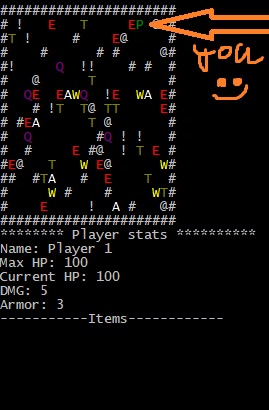 ######################
# !   E   T     EP @ #
#T !     #    E@     #
#    #      # #     @#
#!     Q  !!    # #  #
#   @      T         #
#  QE   EAWQ  !E  WA E#
#   # !T T @  TT   E #
##EA       T @       #
#  Q        #Q ! !   #
#  #     E #@  ! T E #
#E@   T   W E@      W#
##  #TA   #  E    T  #
#     W #   #      WT#
#    E     !  A #   @#
######################
you
******** Player stats **********
Name: Player 1
Max HP: 100
Current HP: 100
DMG: 5
Armor: 3
-----------Items------------